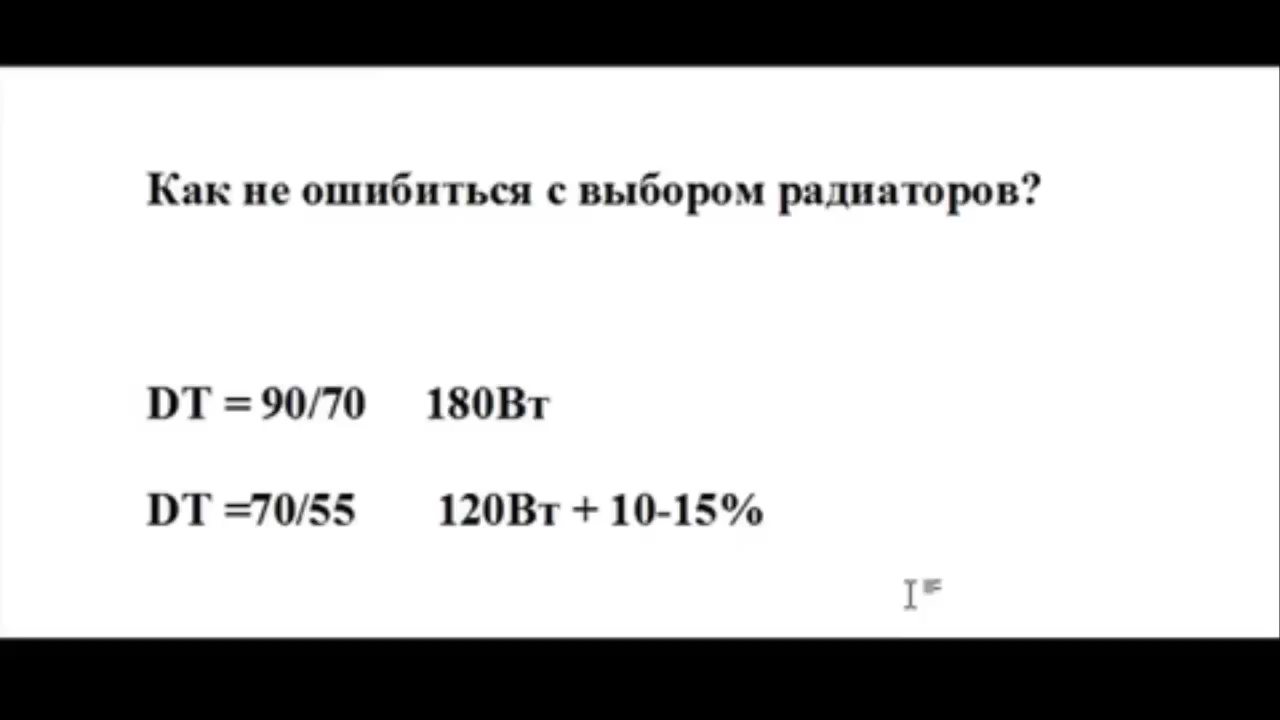 Как не ошибиться с выбором радиаторов?
DT = 90/70 180Вт
DT =70/55 120Вт + 10-15%